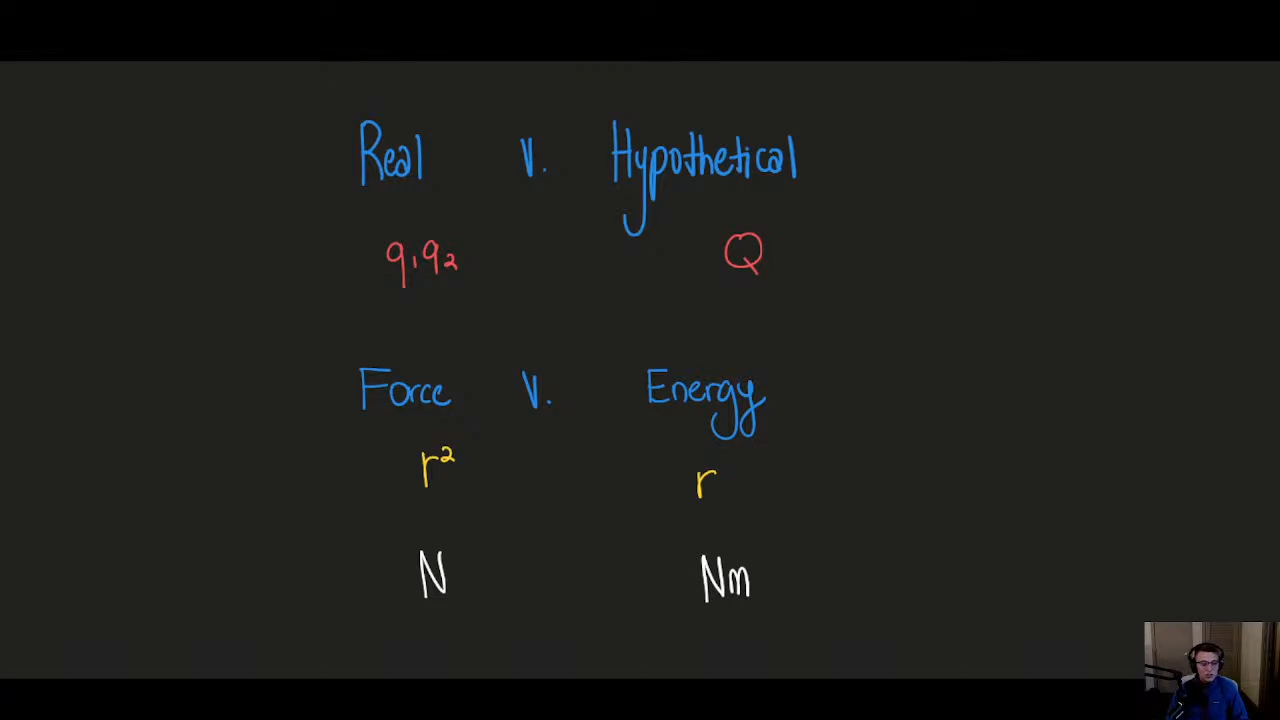 Real v. Hypothetical
q₁q₂ Q
Force v. Energy
r² r
N Nm